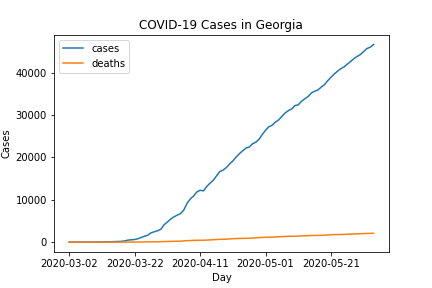 COVID-19 Cases in Georgia
cases
deaths
40000
30000
20000
10000
0
Cases
2020-03-02 2020-03-22 2020-04-11 2020-05-01 2020-05-21
Day